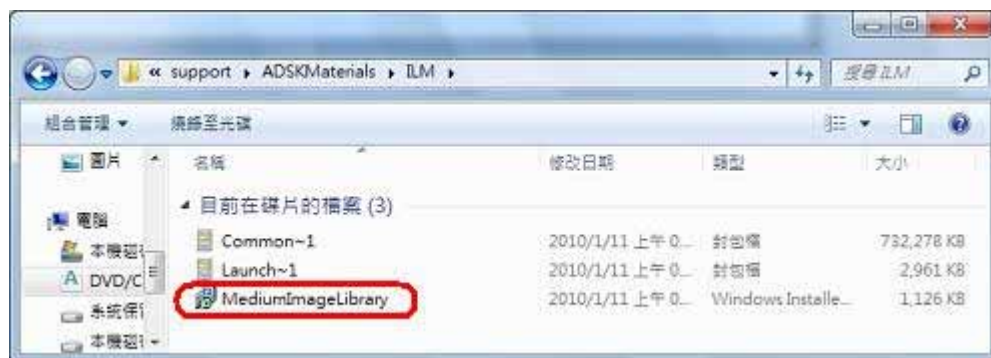 « support ▸ ADSKMaterials ▸ ILM ▸ 搜尋 ILM
組合管理 燒錄至光碟
圖片
名稱 修改日期 類型 大小
目前在碟片的檔案 (3)
電腦
Common~1 2010/1/11 上午 0... 封包檔 732,278 KB
本機磁
Launch~1 2010/1/11 上午 0... 封包檔 2,961 KB
DVD/C
MediumImageLibrary 2010/1/11 上午 0... Windows Installe... 1,126 KB
系統保
本機磁